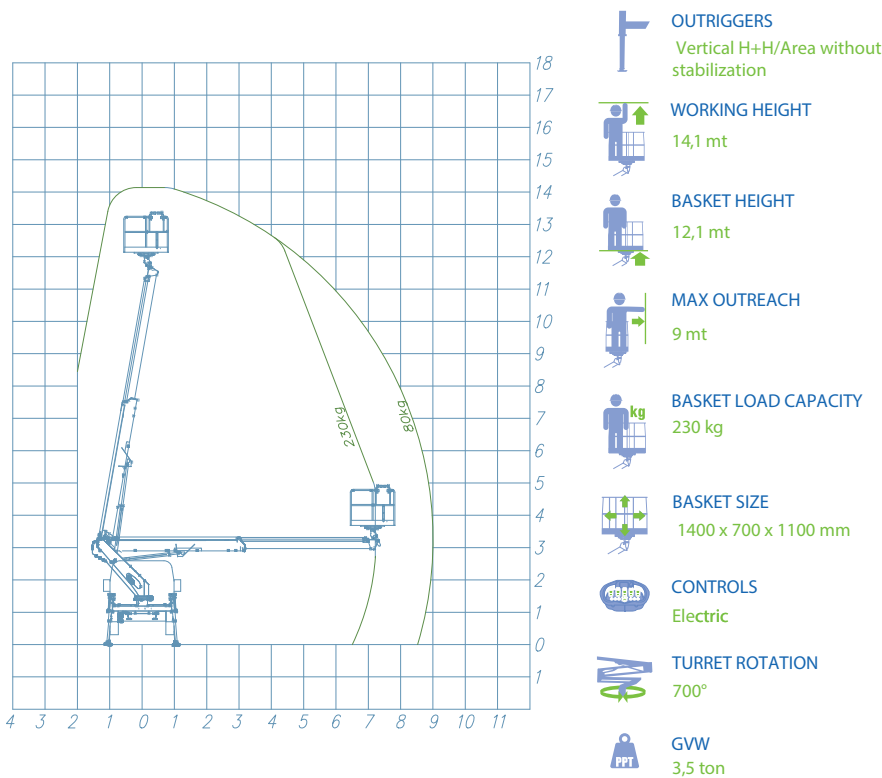 18
17
16
15
14
13
12
11
10
9
8
7
6
5
4
3
2
1
0
1
4 3 2 1 0 1 2 3 4 5 6 7 8 9 10 11
230kg
80kg
OUTRIGGERS
Vertical H+H/Area without
stabilization
WORKING HEIGHT
14,1 mt
BASKET HEIGHT
12,1 mt
MAX OUTREACH
9 mt
kg
BASKET LOAD CAPACITY
230 kg
BASKET SIZE
1400 x 700 x 1100 mm
CONTROLS
Electric
TURRET ROTATION
700°
PPT
GVW
3,5 ton